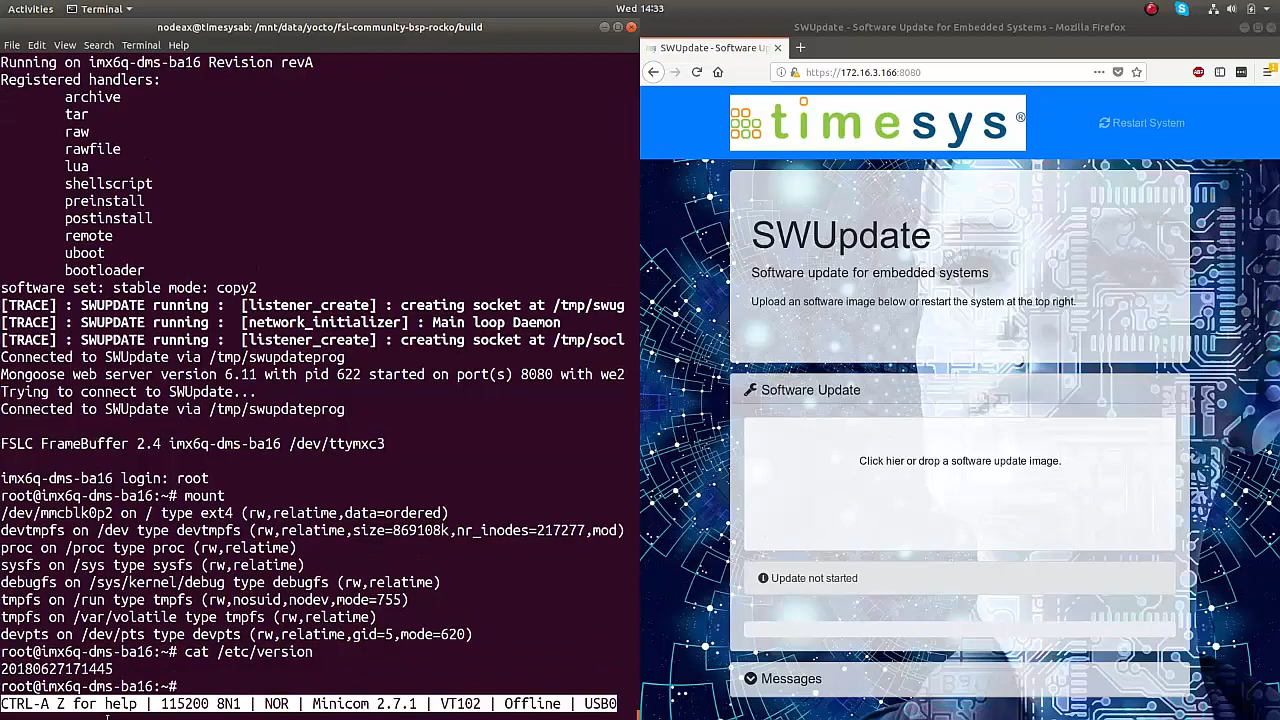 Activities
Terminal
Wed 14:33
nodeax@timesysab: /mnt/data/yocto/fsl-community-bsp-rocko/build
File Edit View Search Terminal Help
Running on imx6q-dms-ba16 Revision revA
Registered handlers:
archive
tar
raw
rawfile
lua
shellscript
preinstall
postinstall
remote
uboot
bootloader
software set: stable mode: copy2
[TRACE] : SWUPDATE running :  [listener_create] : creating socket at /tmp/swug
[TRACE] : SWUPDATE running :  [network_initializer] : Main loop Daemon
[TRACE] : SWUPDATE running :  [listener_create] : creating socket at /tmp/socl
Connected to SWUpdate via /tmp/swupdateprog
Mongoose web server version 6.11 with pid 622 started on port(s) 8080 with we2
Trying to connect to SWUpdate...
Connected to SWUpdate via /tmp/swupdateprog
FSLC FrameBuffer 2.4 imx6q-dms-ba16 /dev/ttymxc3
imx6q-dms-ba16 login: root
root@imx6q-dms-ba16:~# mount
/dev/mmcblk0p2 on / type ext4 (rw,relatime,data=ordered)
devtmpfs on /dev type devtmpfs (rw,relatime,size=869108k,nr_inodes=217277,mod)
proc on /proc type proc (rw,relatime)
sysfs on /sys type sysfs (rw,relatime)
debugfs on /sys/kernel/debug type debugfs (rw,relatime)
tmpfs on /run type tmpfs (rw,nosuid,nodev,mode=755)
tmpfs on /var/volatile type tmpfs (rw,relatime)
devpts on /dev/pts type devpts (rw,relatime,gid=5,mode=620)
root@imx6q-dms-ba16:~# cat /etc/version
20180627171445
root@imx6q-dms-ba16:~#
CTRL-A Z for help | 115200 8N1 | NOR | Minicom 2.7.1 | VT102 | Offline | USB0
SWUpdate - Software Update for Embedded Systems - Mozilla Firefox
SWUpdate - Software Up
https://172.16.3.166:8080
timesys®
Restart System
SWUpdate
Software update for embedded systems
Upload an software image below or restart the system at the top right.
Software Update
Click hier or drop a software update image.
Update not started
Messages